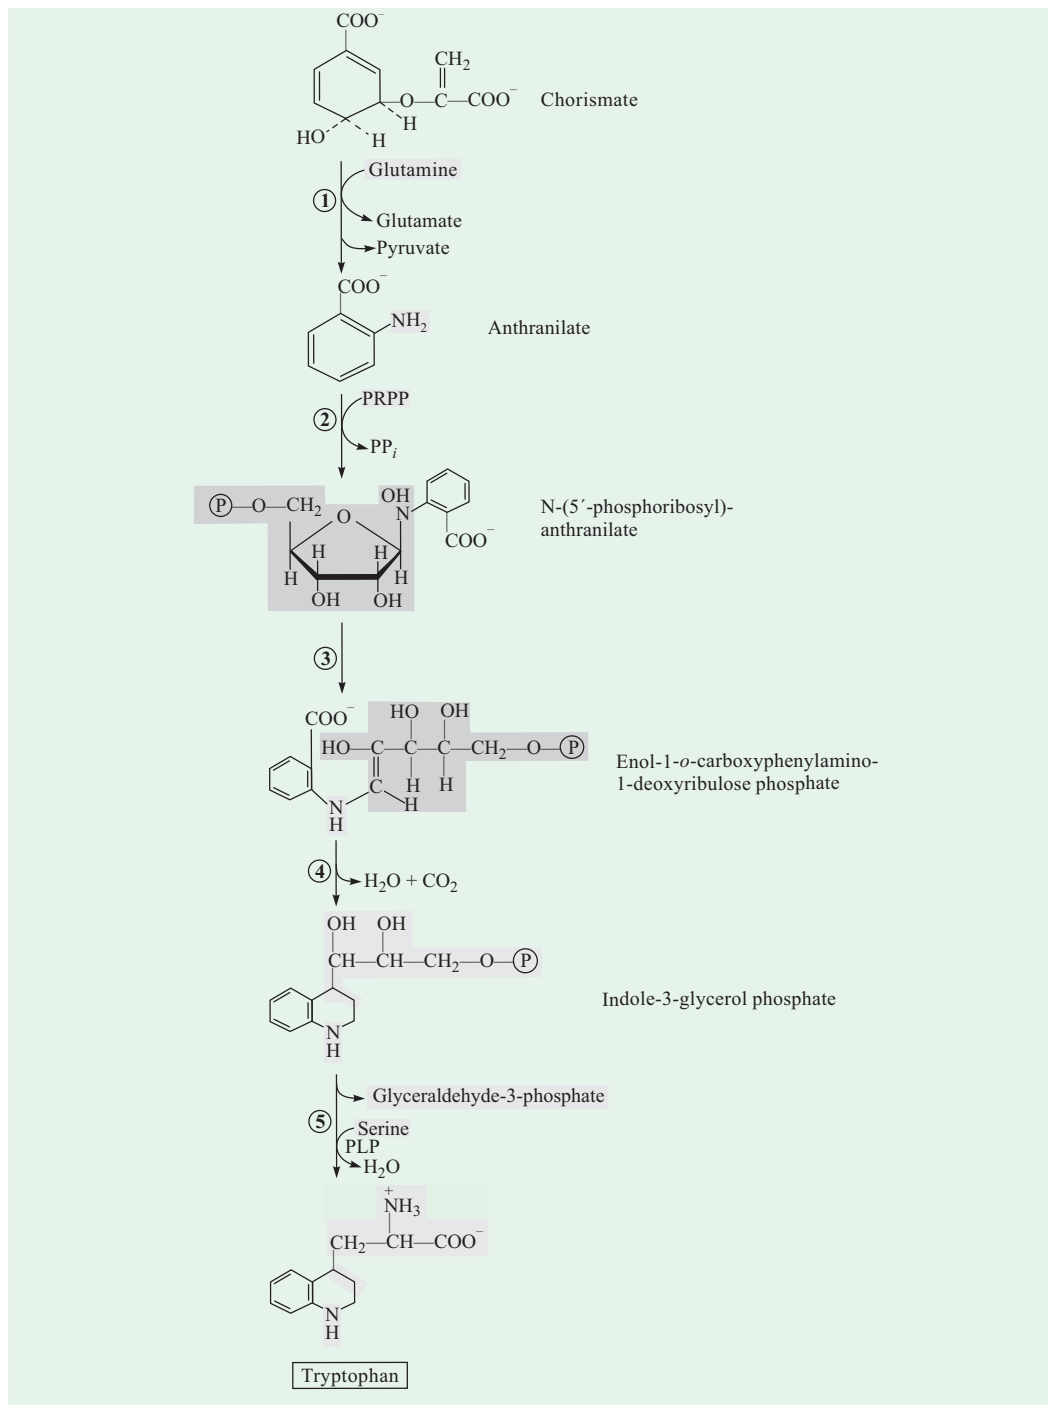 COO⁻
CH₂
O—C—COO⁻ Chorismate
H
HO H
Glutamine
①
Glutamate
Pyruvate
COO⁻
NH₂ Anthranilate
PRPP
②
PPᵢ
OH
Ⓟ—O—CH₂ O N N-(5´-phosphoribosyl)-
COO⁻ anthranilate
H H
H H
OH OH
③
COO⁻ HO OH
HO—C—C—C—CH₂—O—Ⓟ
Enol-1-o-carboxyphenylamino-
C H H 1-deoxyribulose phosphate
N H
H
④
H₂O + CO₂
OH OH
CH—CH—CH₂—O—Ⓟ
Indole-3-glycerol phosphate
N
H
Glyceraldehyde-3-phosphate
⑤
Serine
PLP
H₂O
+
NH₃
CH₂—CH—COO⁻
N
H
Tryptophan